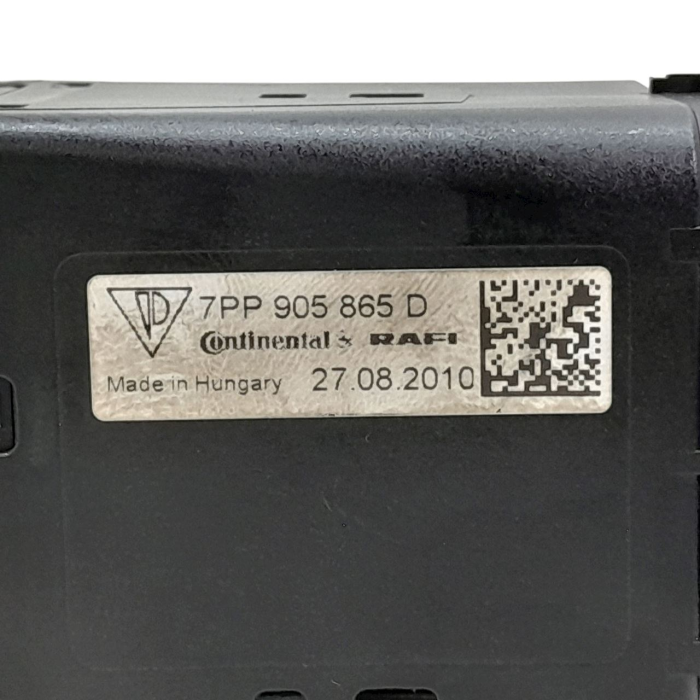 7PP 905 865 D
Continental & RAFI
Made in Hungary 27.08.2010